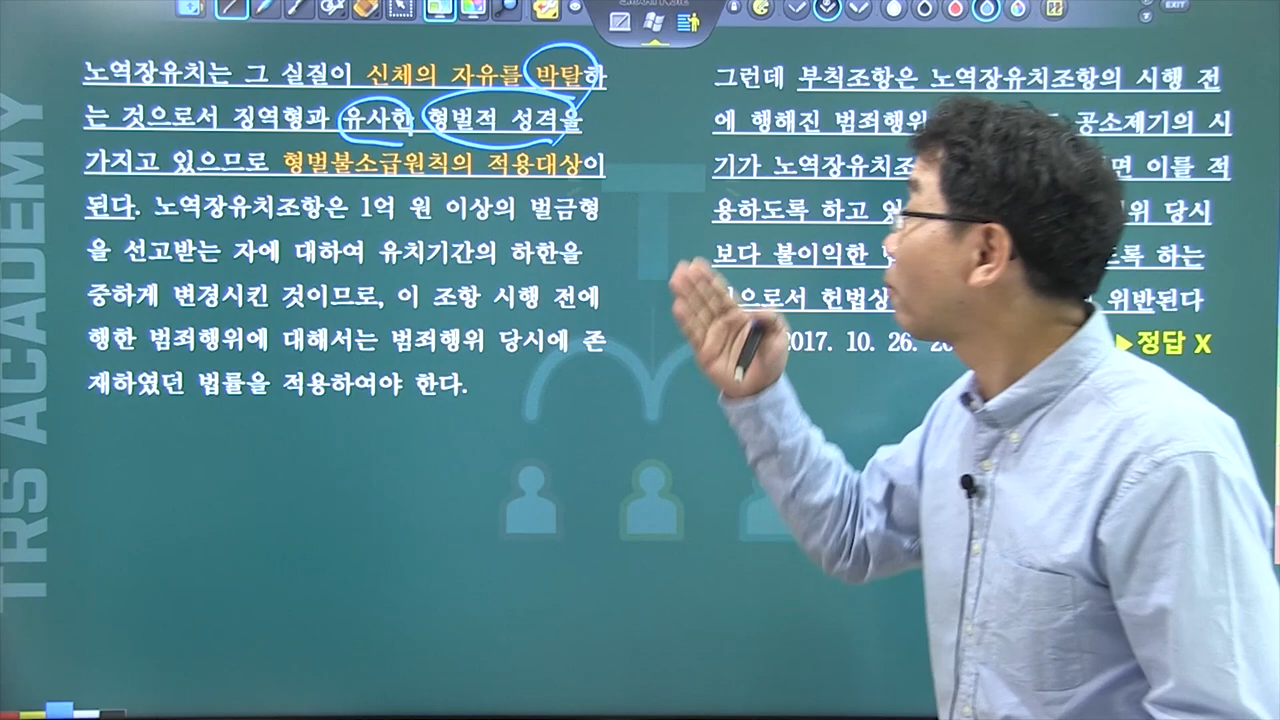 SMART NOTE
EXIT
노역장유치는 그 실질이 신체의 자유를 박탈하
는 것으로서 징역형과 유사한 형벌적 성격을
가지고 있으므로 형벌불소급원칙의 적용대상이
된다. 노역장유치조항은 1억 원 이상의 벌금형
을 선고받는 자에 대하여 유치기간의 하한을
중하게 변경시킨 것이므로, 이 조항 시행 전에
행한 범죄행위에 대해서는 범죄행위 당시에 존
재하였던 법률을 적용하여야 한다.
그런데 부칙조항은 노역장유치조항의 시행 전
에 행해진 범죄행위 공소제기의 시
기가 노역장유치조 이를 적
용하도록 하고 당시
보다 불이익한 하는
헌법상 위반된다
2017. 10. 26.
▶정답 X
TRS ACADEMY